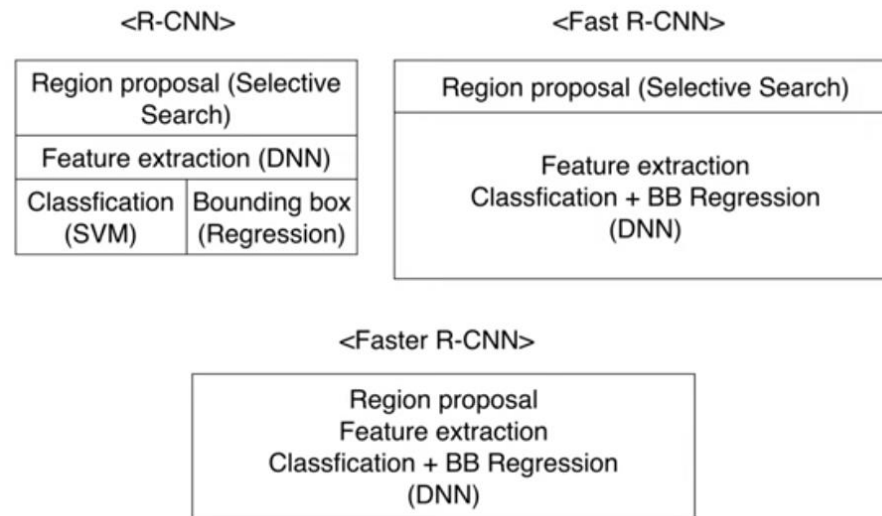 <R-CNN>
Region proposal (Selective
Search)
Feature extraction (DNN)
Classfication
(SVM)
Bounding box
(Regression)
<Fast R-CNN>
Region proposal (Selective Search)
Feature extraction
Classfication + BB Regression
(DNN)
<Faster R-CNN>
Region proposal
Feature extraction
Classfication + BB Regression
(DNN)